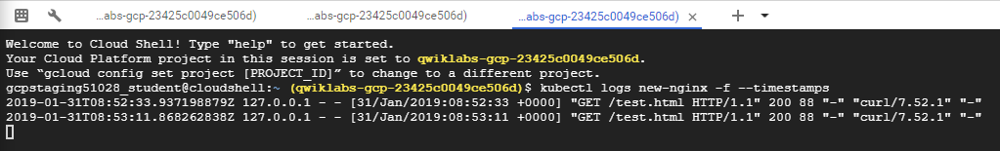 ...abs-gcp-23425c0049ce506d) ...abs-gcp-23425c0049ce506d) ...abs-gcp-23425c0049ce506d) × +
Welcome to Cloud Shell! Type "help" to get started.
Your Cloud Platform project in this session is set to qwiklabs-gcp-23425c0049ce506d.
Use “gcloud config set project [PROJECT_ID]” to change to a different project.
gcpstaging51028_student@cloudshell:~ (qwiklabs-gcp-23425c0049ce506d)$ kubectl logs new-nginx -f --timestamps
2019-01-31T08:52:33.937198879Z 127.0.0.1 - - [31/Jan/2019:08:52:33 +0000] "GET /test.html HTTP/1.1" 200 88 "-" "curl/7.52.1" "-"
2019-01-31T08:53:11.868262838Z 127.0.0.1 - - [31/Jan/2019:08:53:11 +0000] "GET /test.html HTTP/1.1" 200 88 "-" "curl/7.52.1" "-"